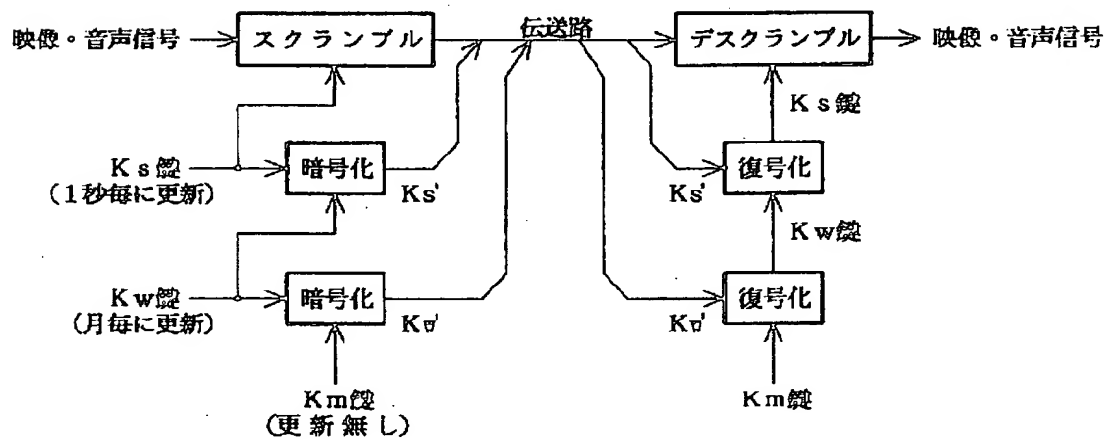 映像・音声信号
スクランブル
伝送路
デスクランブル
映像・音声信号
Ks鍵
Ks鍵
(1秒毎に更新)
暗号化
Ks'
Ks'
復号化
Kw鍵
Kw鍵
(月毎に更新)
暗号化
Kw'
Kw'
復号化
Km鍵
(更新無し)
Km鍵